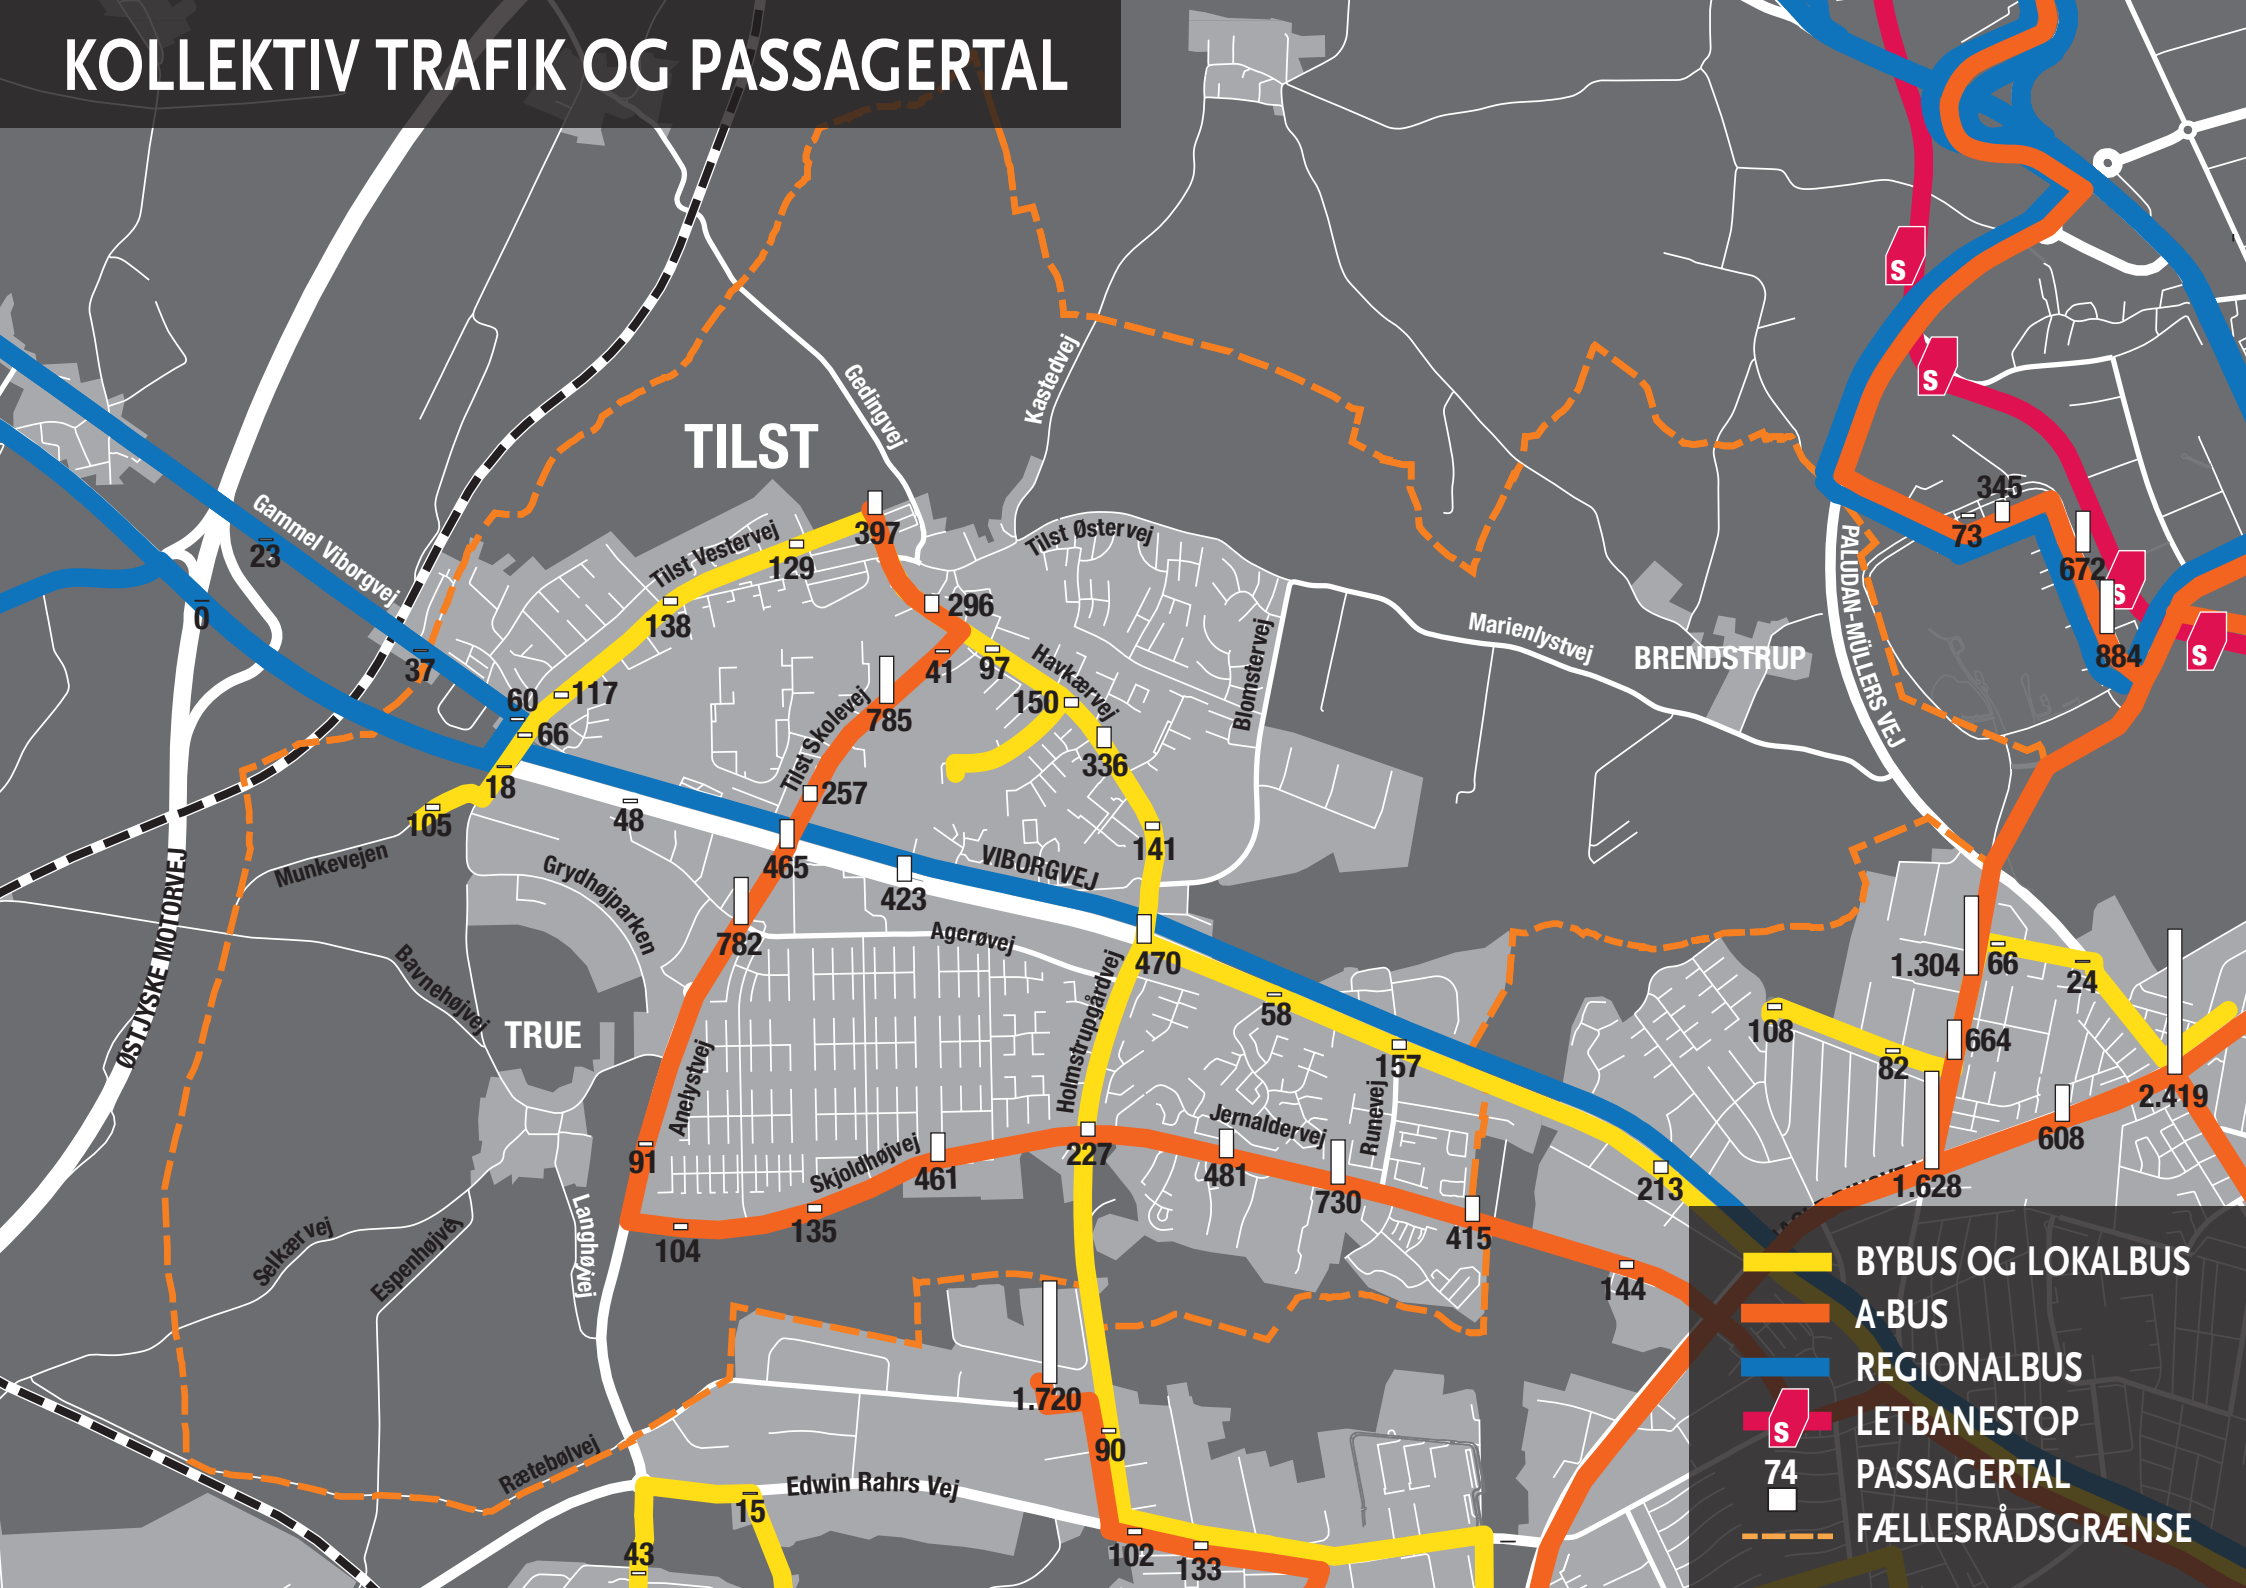 KOLLEKTIV TRAFIK OG PASSAGERTAL
S
S
Gedingvej
Kastedvej
TILST
Gammel Viborgvej
23
0
37
Tilst Vestervej
397
129
138
Tilst Østervej
345
73
672
S
S
884
PALUDAN-MÜLLERS VEJ
Marienlystvej
BRENDSTRUP
Blomstervej
296
41
97
Havkærvej
150
336
785
Tilst Skolevej
257
60
117
66
18
105
48
465
423
VIBORGVEJ
141
Munkevejen
Grydhøjparken
ØSTJYSKE MOTORVEJ
782
Agerøvej
470
Bavnehøjvej
TRUE
Holmstrupgårdvej
58
157
1.304
66
24
108
82
664
2.419
608
1.628
Anelystvej
91
Skjoldhøjvej
461
227
Jernaldervej
Runevej
481
730
415
213
144
104
135
Langhøjvej
Selkær Vej
Espenhøjvej
1.720
90
Rætebølvej
Edwin Rahrs Vej
15
43
102
133
BYBUS OG LOKALBUS
A-BUS
REGIONALBUS
S
LETBANESTOP
74
PASSAGERTAL
FÆLLESRÅDSGRÆNSE